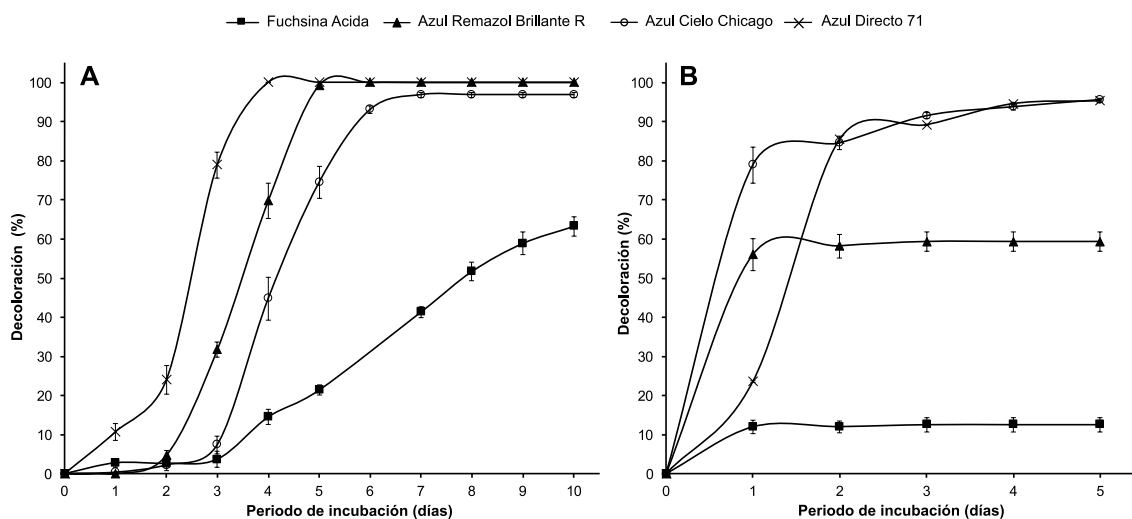 Fuchsina Acida Azul Remazol Brillante R Azul Cielo Chicago Azul Directo 71
A
100
90
80
70
60
50
40
30
20
10
0
Decoloración (%)
0 1 2 3 4 5 6 7 8 9 10
Periodo de incubación (días)
B
100
90
80
70
60
50
40
30
20
10
0
Decoloración (%)
0 1 2 3 4 5
Periodo de incubación (días)